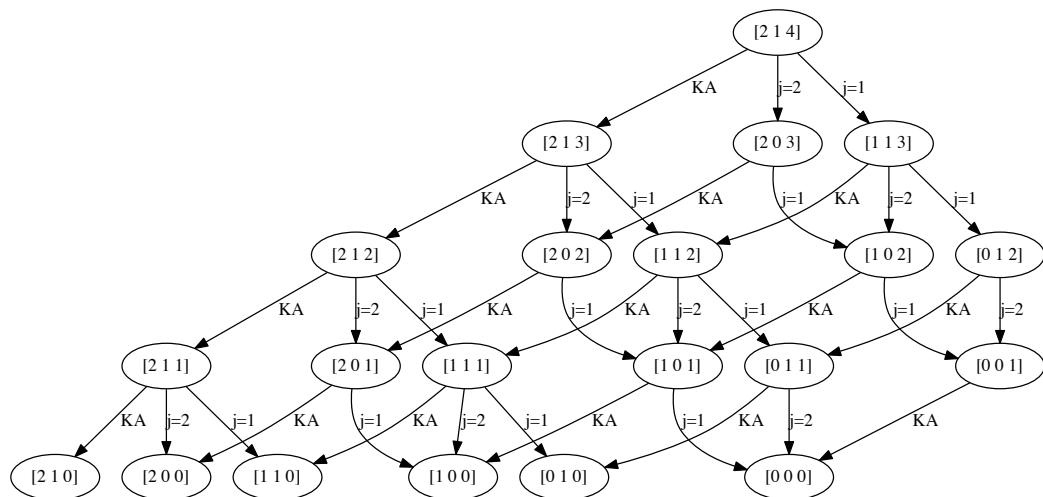 [2 1 4]
KA j=2 j=1
[2 1 3] [2 0 3] [1 1 3]
KA j=2 j=1 KA j=1 j=2 j=1
[2 1 2] [2 0 2] [1 1 2] [1 0 2] [0 1 2]
KA j=2 j=1 KA j=1 KA j=2 j=1 KA j=1 KA j=2
[2 1 1] [2 0 1] [1 1 1] [1 0 1] [0 1 1] [0 0 1]
KA j=2 j=1 KA j=1 KA j=2 j=1 KA j=1 KA j=2 KA
[2 1 0] [2 0 0] [1 1 0] [1 0 0] [0 1 0] [0 0 0]